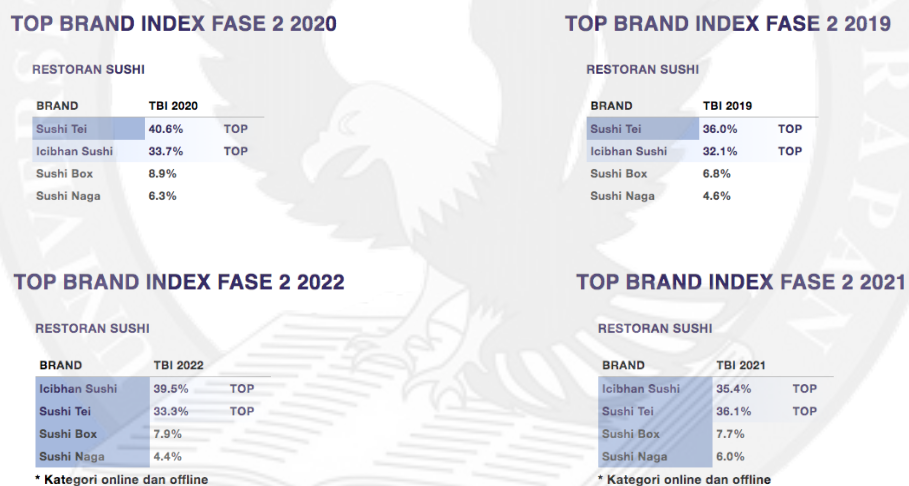 TOP BRAND INDEX FASE 2 2020
RESTORAN SUSHI
BRAND TBI 2020
Sushi Tei 40.6% TOP
Icibhan Sushi 33.7% TOP
Sushi Box 8.9%
Sushi Naga 6.3%
TOP BRAND INDEX FASE 2 2019
RESTORAN SUSHI
BRAND TBI 2019
Sushi Tei 36.0% TOP
Icibhan Sushi 32.1% TOP
Sushi Box 6.8%
Sushi Naga 4.6%
TOP BRAND INDEX FASE 2 2022
RESTORAN SUSHI
BRAND TBI 2022
Icibhan Sushi 39.5% TOP
Sushi Tei 33.3% TOP
Sushi Box 7.9%
Sushi Naga 4.4%
* Kategori online dan offline
TOP BRAND INDEX FASE 2 2021
RESTORAN SUSHI
BRAND TBI 2021
Icibhan Sushi 35.4% TOP
Sushi Tei 36.1% TOP
Sushi Box 7.7%
Sushi Naga 6.0%
* Kategori online dan offline